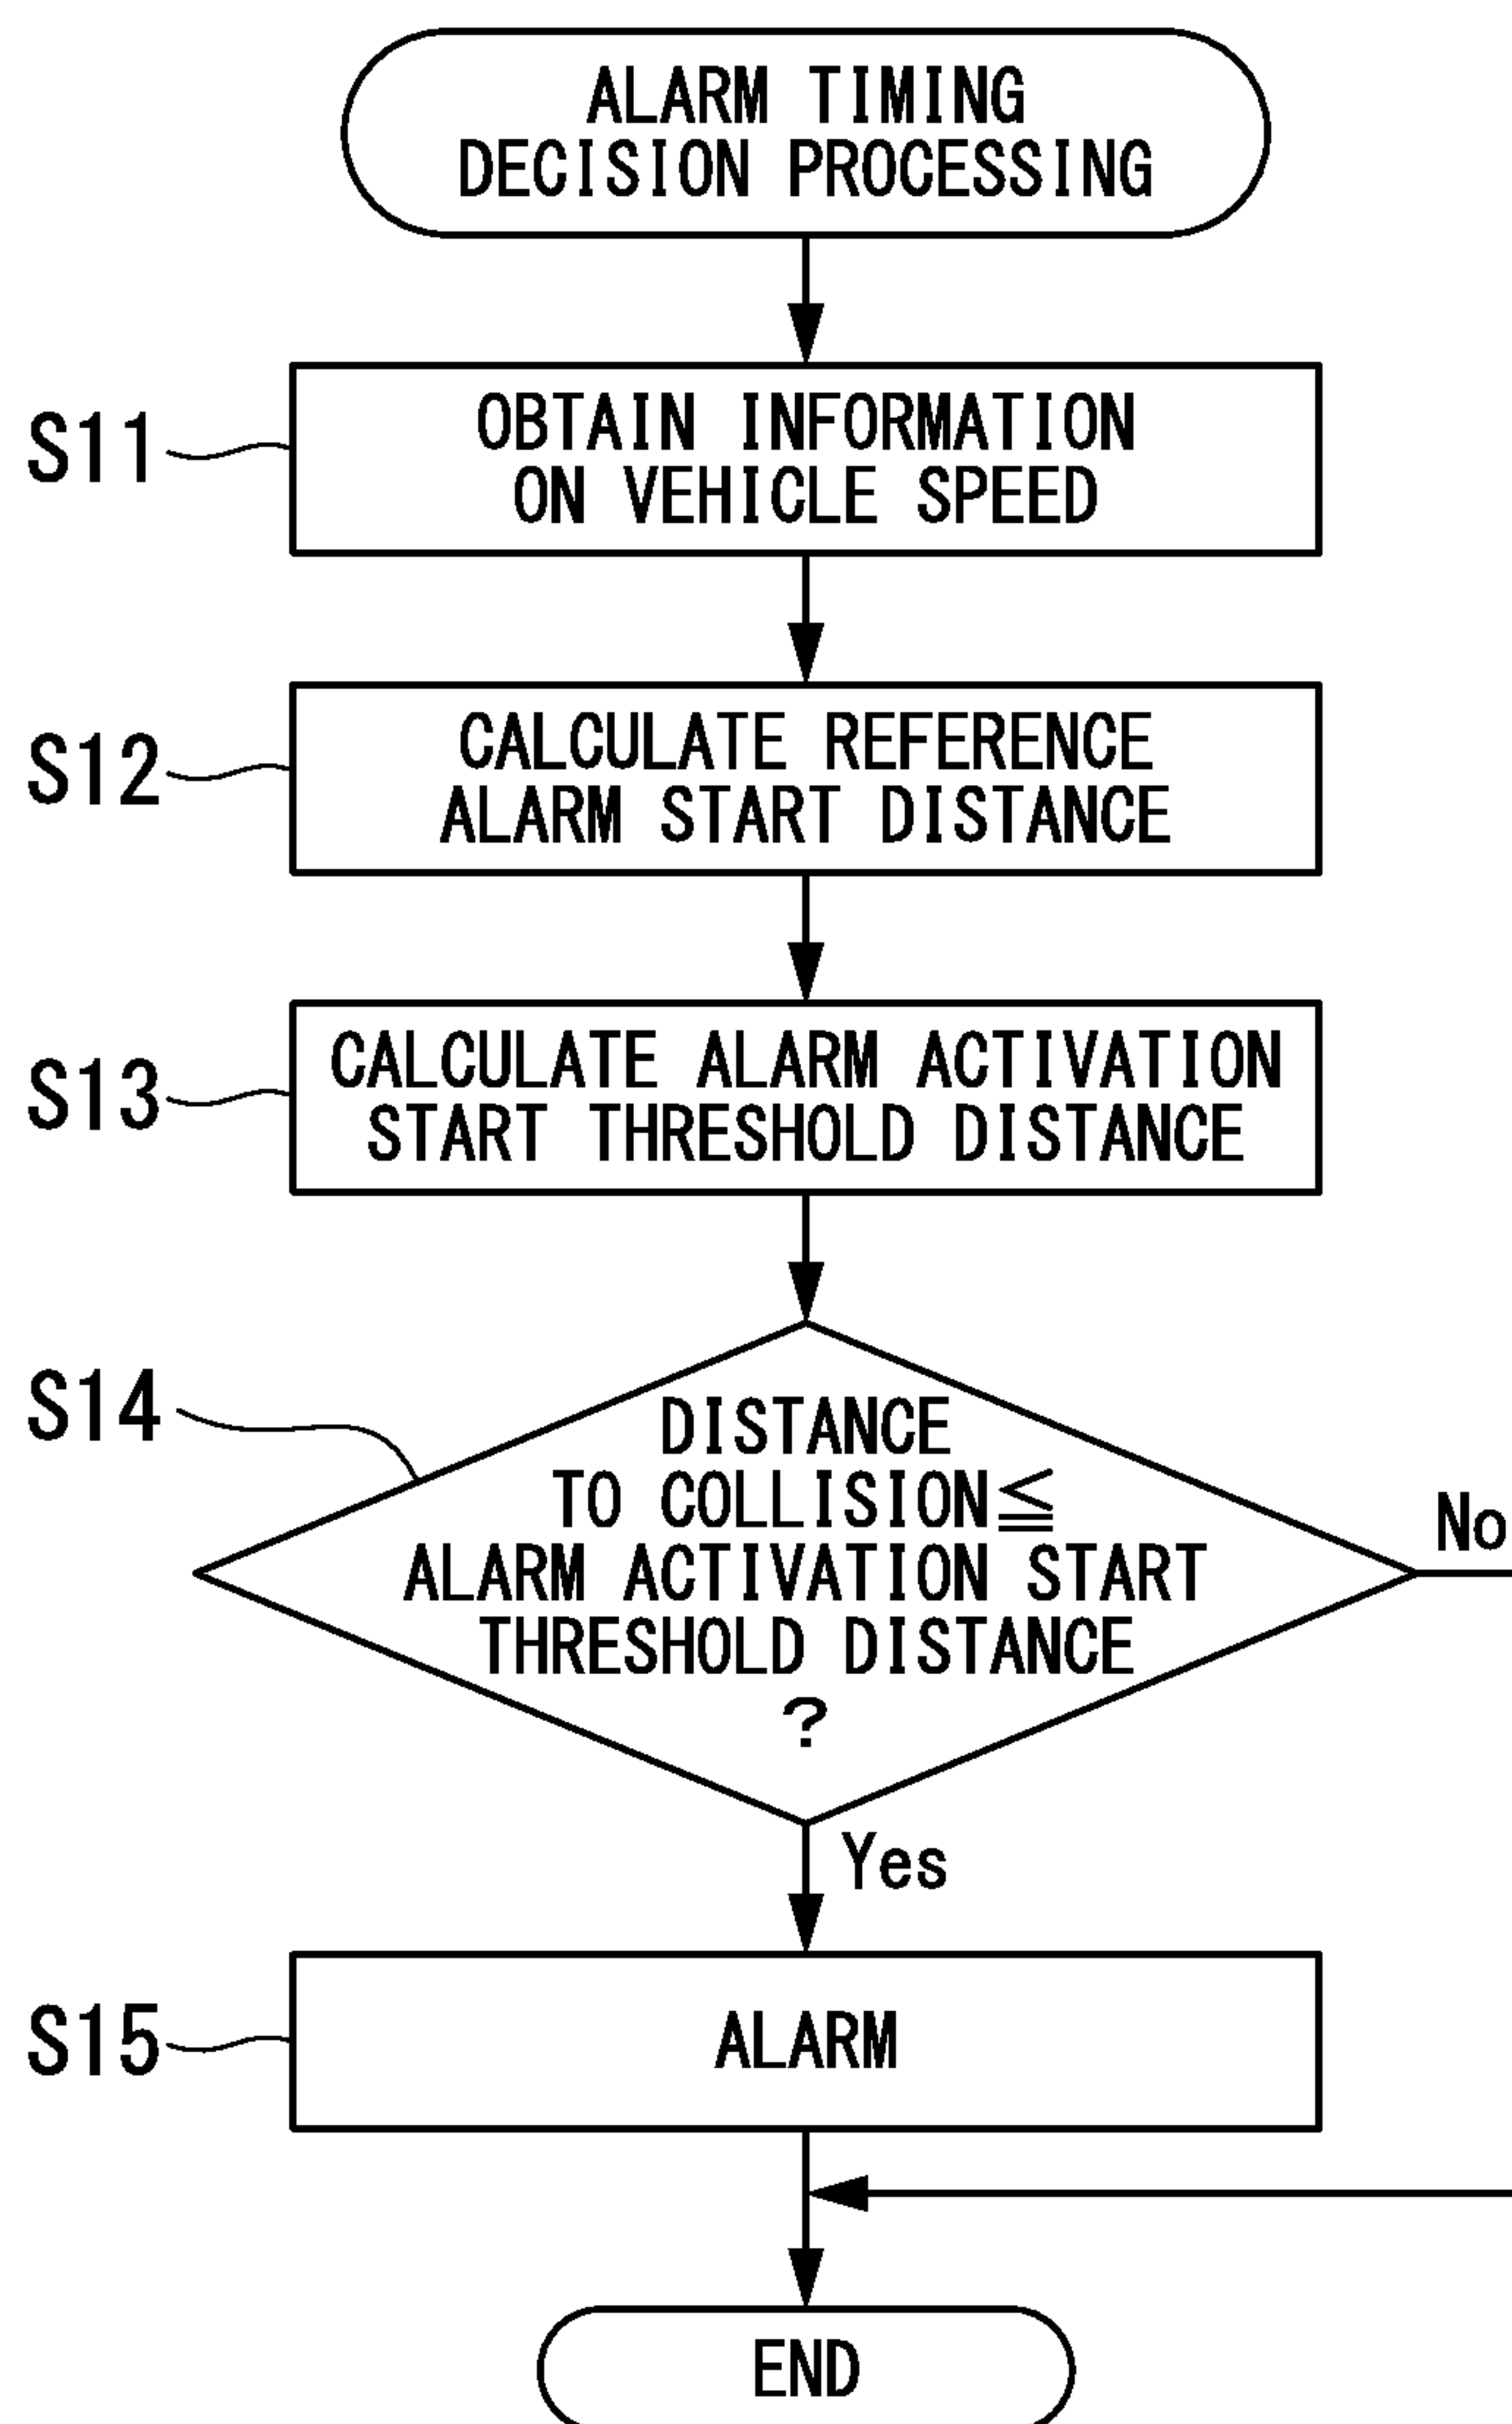 ALARM TIMING
DECISION PROCESSING
S11
OBTAIN INFORMATION
ON VEHICLE SPEED
S12
CALCULATE REFERENCE
ALARM START DISTANCE
S13
CALCULATE ALARM ACTIVATION
START THRESHOLD DISTANCE
S14
DISTANCE
TO COLLISION≦
ALARM ACTIVATION START
THRESHOLD DISTANCE
?
No
Yes
S15
ALARM
END